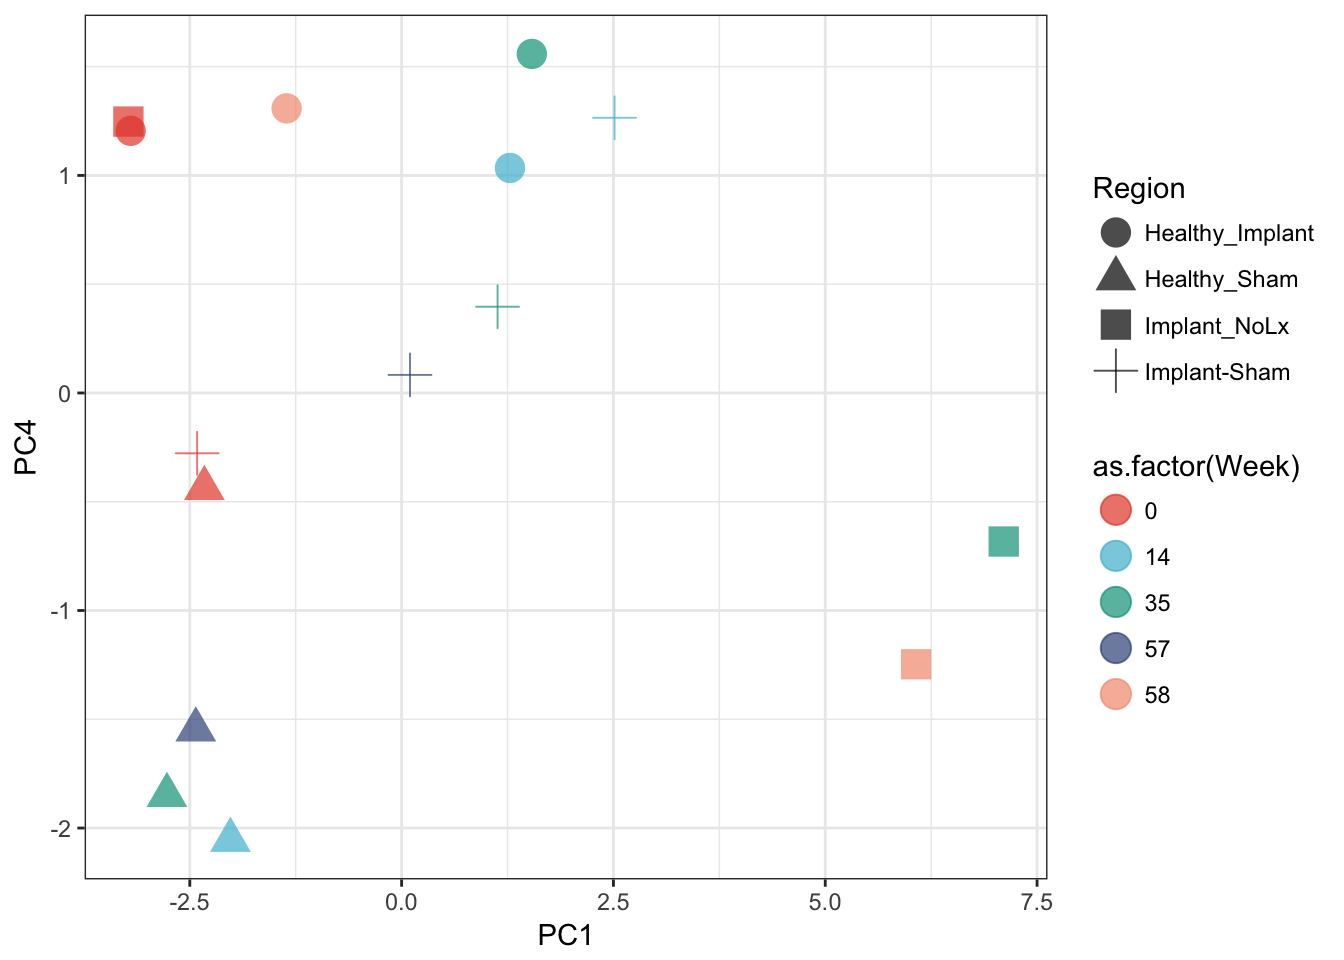 1
0
-1
-2
PC4
-2.5
0.0
2.5
5.0
7.5
PC1
Region
Healthy_Implant
Healthy_Sham
Implant_NoLx
Implant-Sham
as.factor(Week)
0
14
35
57
58